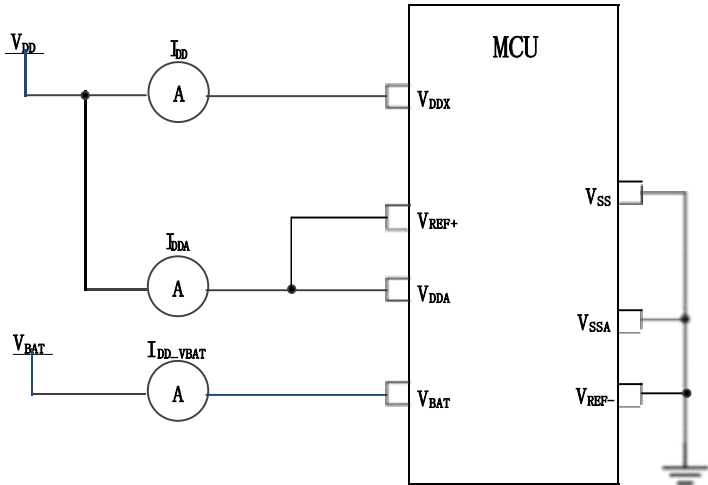 MCU
VDD
IDD
A
VDDX
VSS
VREF+
IDDA
A
VDDA
VSSA
VBAT
IDD_VBAT
A
VBAT
VREF-